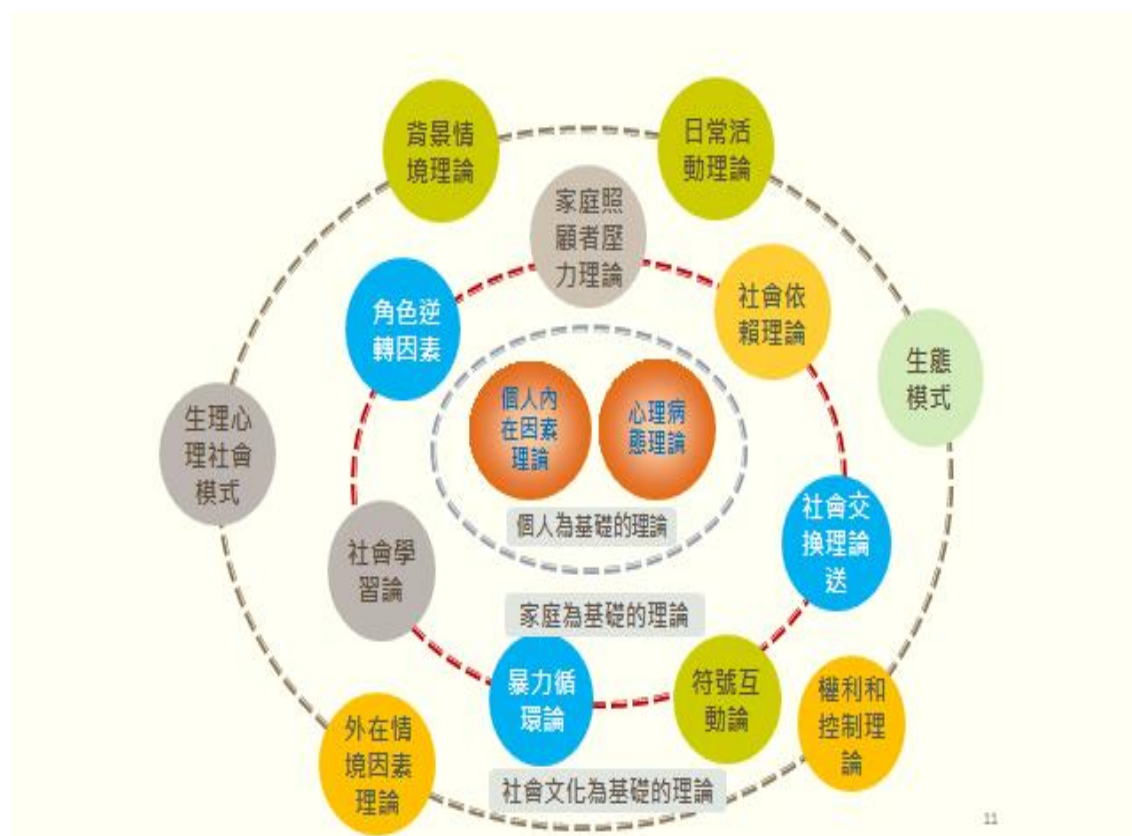 背景情
境理論
日常活
動理論
家庭照
顧者壓
力理論
角色逆
轉因素
社會依
賴理論
生態
模式
生理心
理社會
模式
個人內
在因素
理論
心理病
態理論
個人為基礎的理論
社會交
換理論
送
社會學
習論
家庭為基礎的理論
暴力循
環論
符號互
動論
權利和
控制理
論
外在情
境因素
理論
社會文化為基礎的理論
11